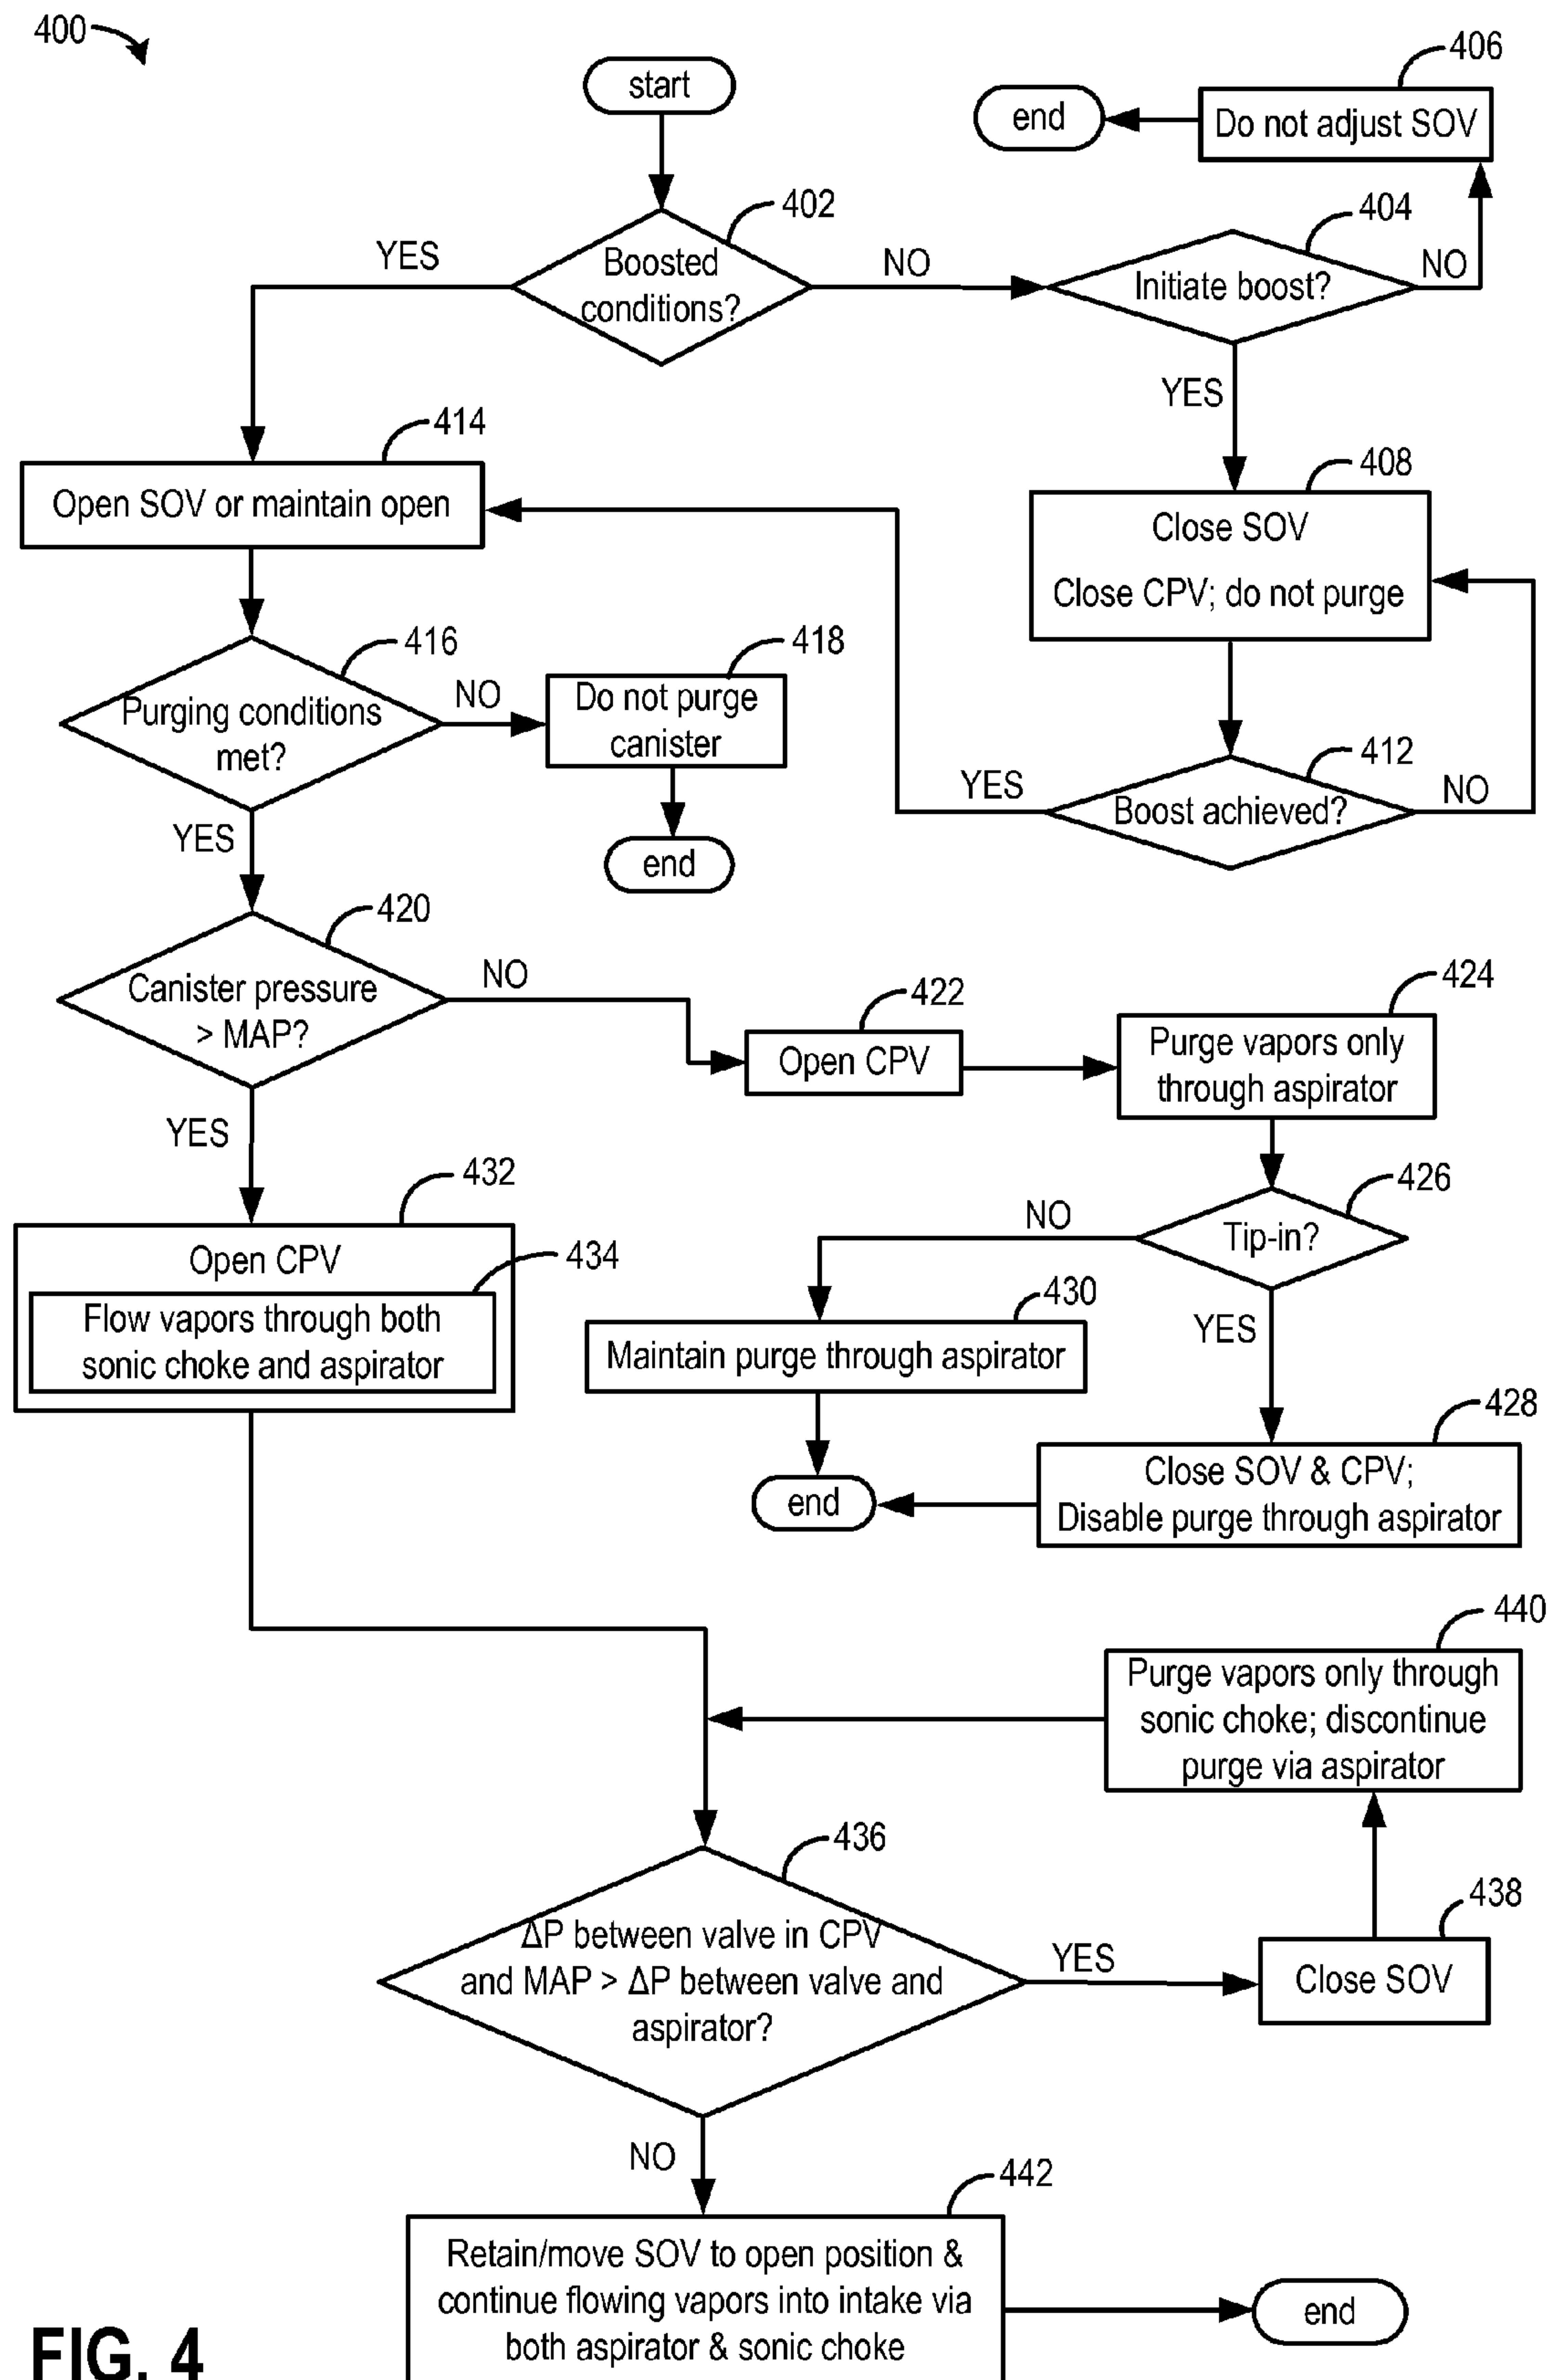 400
start
406
end
Do not adjust SOV
402
404
YES
Boosted
conditions?
NO
Initiate boost?
NO
YES
414
Open SOV or maintain open
408
Close SOV
Close CPV; do not purge
416
Purging conditions
met?
NO
418
Do not purge
canister
412
YES
Boost achieved?
NO
YES
end
420
Canister pressure
> MAP?
NO
422
Open CPV
424
Purge vapors only
through aspirator
YES
432
426
NO
Tip-in?
Open CPV
434
Flow vapors through both
sonic choke and aspirator
430
Maintain purge through aspirator
YES
428
Close SOV & CPV;
Disable purge through aspirator
end
440
Purge vapors only through
sonic choke; discontinue
purge via aspirator
436
ΔP between valve in CPV
and MAP > ΔP between valve and
aspirator?
YES
438
Close SOV
NO
442
Retain/move SOV to open position &
continue flowing vapors into intake via
both aspirator & sonic choke
end
FIG. 4